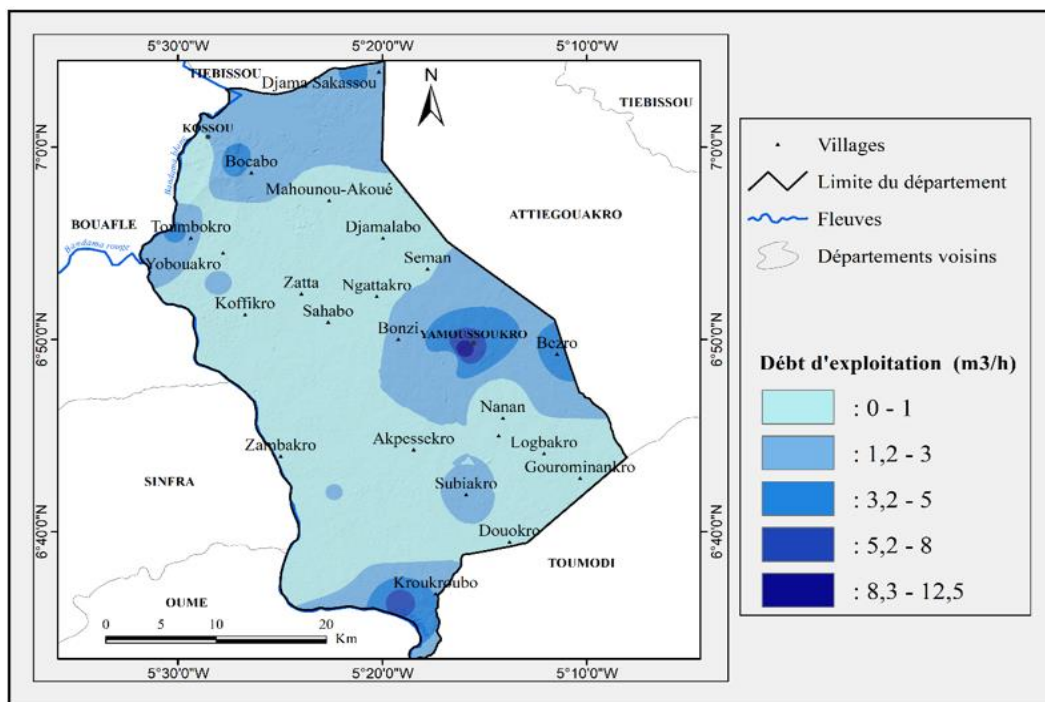 5°30'0"W 5°20'0"W 5°10'0"W
TIEBISSOU
Djama Sakassou
N
TIEBISSOU
KOSSOU
7°0'0"N
7°0'0"N
Bocabo
Bandama blanc
Mahounou-Akoué
ATTIEGOUAKRO
BOUAFLE
Toumbokro
Djamalabo
Bandama rouge
Yobouakro
Seman
Zatta
Ngattakro
Koffikro
Sahabo
6°50'0"N
6°50'0"N
Bonzi
YAMOUSSOUKRO
Bezro
Nanan
Zambakro
Akpessekro
Logbakro
Gourominankro
SINFRA
Subiakro
6°40'0"N
6°40'0"N
Douokro
TOUMODI
OUME
Kroukroubo
0 5 10 20
Km
5°30'0"W 5°20'0"W 5°10'0"W
Villages
Limite du département
Fleuves
Départements voisins
Débt d'exploitation (m3/h)
: 0 - 1
: 1,2 - 3
: 3,2 - 5
: 5,2 - 8
: 8,3 - 12,5